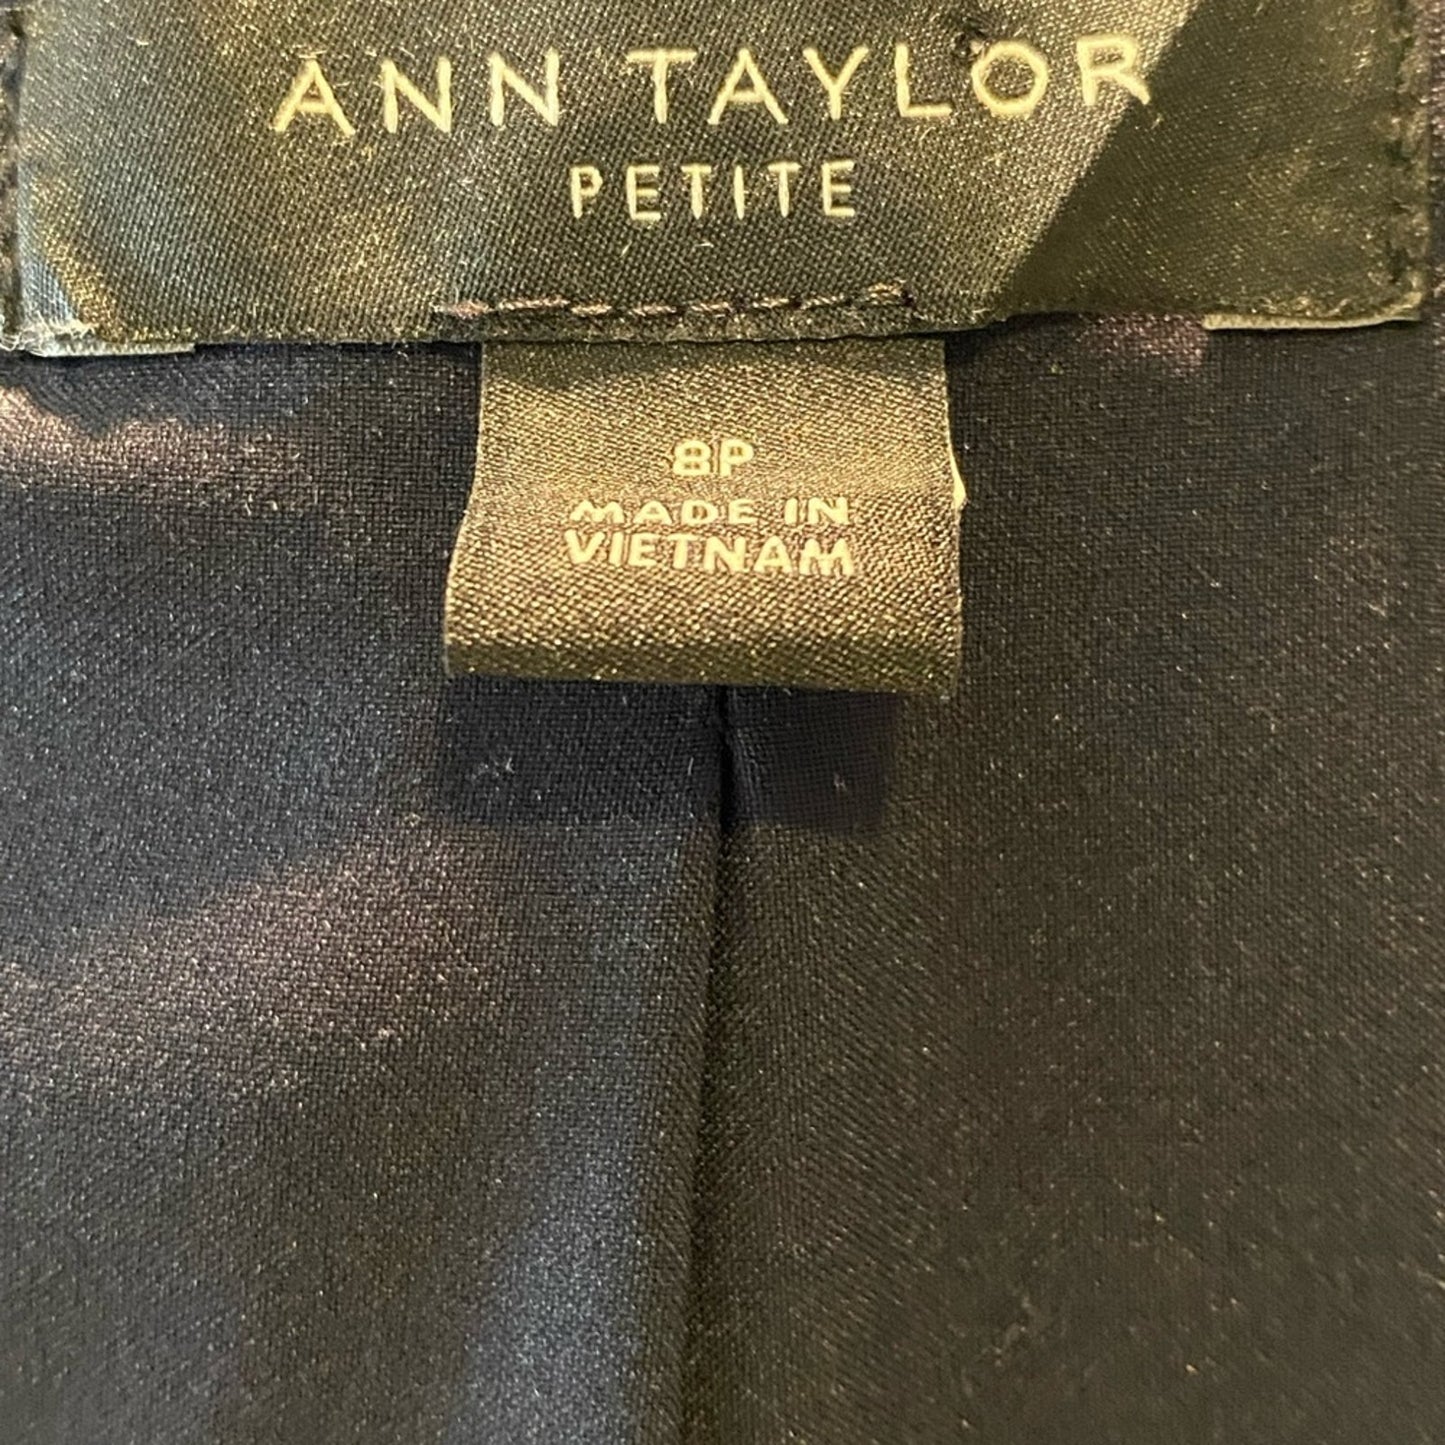 ANN TAYLOR
PETITE
8P
MADE IN
VIETNAM